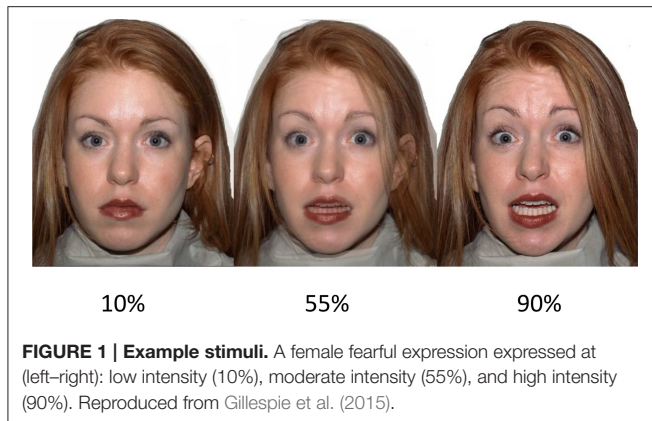 10% 55% 90%
FIGURE 1 | Example stimuli. A female fearful expression expressed at
(left–right): low intensity (10%), moderate intensity (55%), and high intensity
(90%). Reproduced from Gillespie et al. (2015).